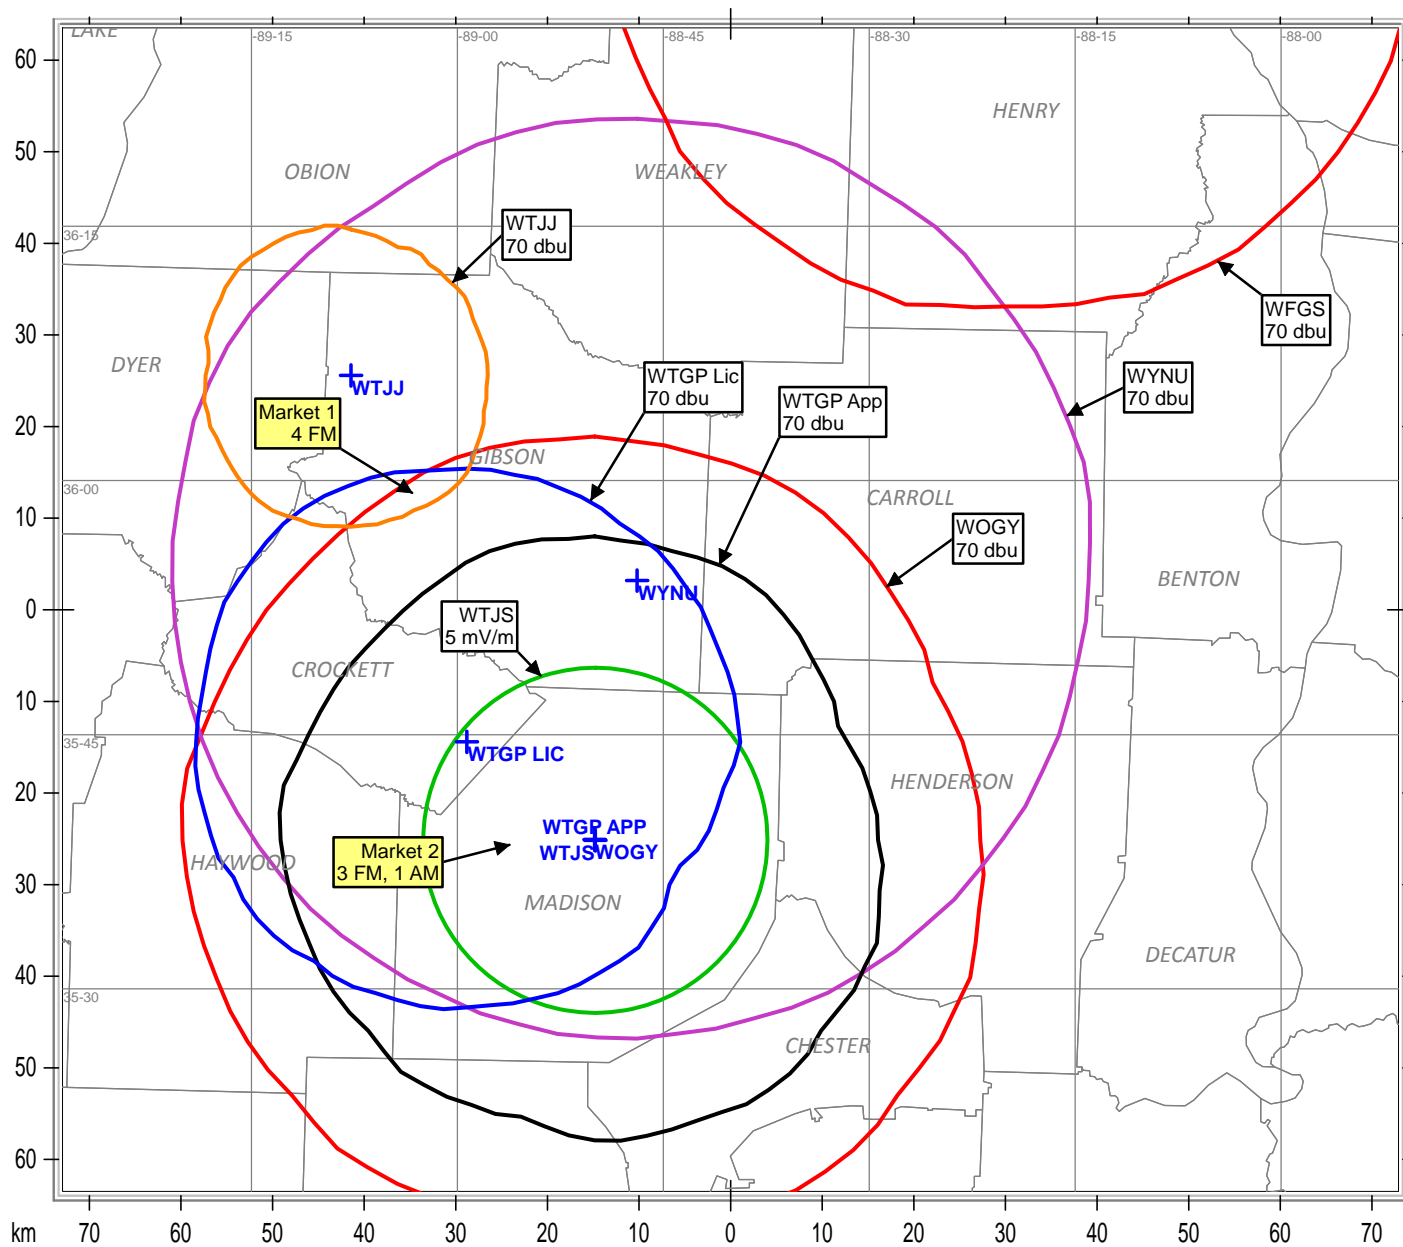 LAKE
-89-15
-89-00
-88-45
-88-30
-88-15
-88-00
60
50
40
30
20
10
0
10
20
30
40
50
60
HENRY
OBION
WEAKLEY
36-15
WTJJ
70 dbu
WFGS
70 dbu
DYER
WTJJ
WTGP Lic
70 dbu
WTGP App
70 dbu
WYNU
70 dbu
Market 1
4 FM
GIBSON
36-00
CARROLL
WOGY
70 dbu
BENTON
WYNU
WTJS
5 mV/m
CROCKETT
35-45
WTGP LIC
HENDERSON
WTGP APP
WTJSWOGY
Market 2
3 FM, 1 AM
HAYWOOD
MADISON
DECATUR
35-30
CHESTER
km 70 60 50 40 30 20 10 0 10 20 30 40 50 60 70